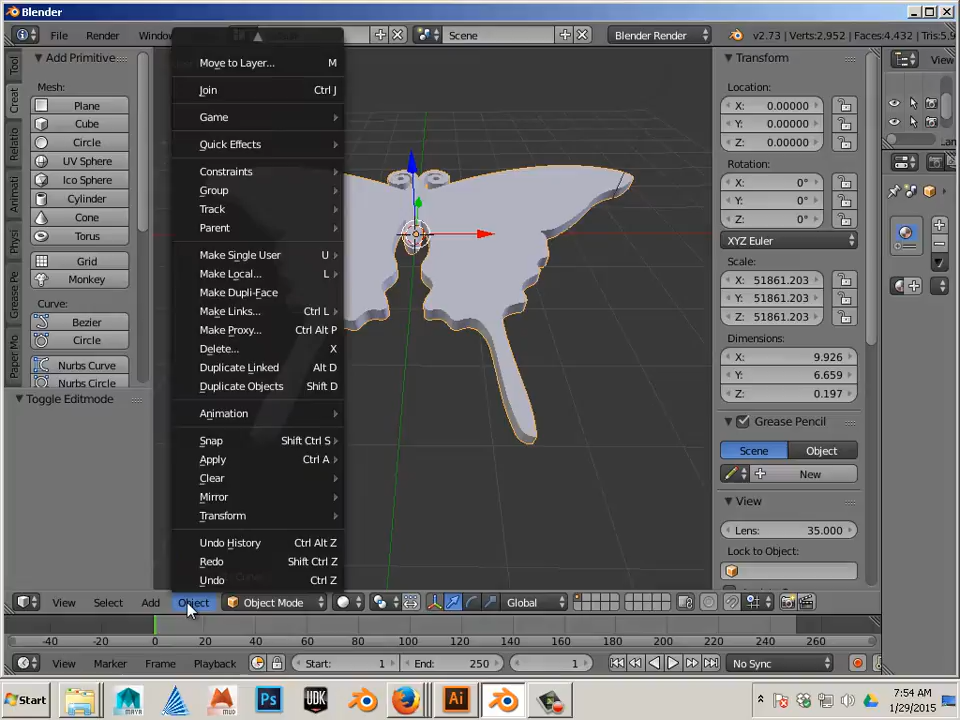 Blender
File Render Window Scene Blender Render v2.73 | Verts:2,952 | Faces:4,432 | Tris:5,9
Tool
Creat
Relatio
Animati
Physi
Grease Pe
Paper Mo
Add Primitive
Mesh:
Plane
Cube
Circle
UV Sphere
Ico Sphere
Cylinder
Cone
Torus
Grid
Monkey
Curve:
Bezier
Circle
Nurbs Curve
Nurbs Circle
Toggle Editmode
Move to Layer... M
Join Ctrl J
Game
Quick Effects
Constraints
Group
Track
Parent
Make Single User U
Make Local... L
Make Dupli-Face
Make Links... Ctrl L
Make Proxy... Ctrl Alt P
Delete... X
Duplicate Linked Alt D
Duplicate Objects Shift D
Animation
Snap Shift Ctrl S
Apply Ctrl A
Clear
Mirror
Transform
Undo History Ctrl Alt Z
Redo Shift Ctrl Z
Undo Ctrl Z
Transform
Location:
X: 0.00000
Y: 0.00000
Z: 0.00000
Rotation:
X: 0°
Y: 0°
Z: 0°
XYZ Euler
Scale:
X: 51861.203
Y: 51861.203
Z: 51861.203
Dimensions:
X: 9.926
Y: 6.659
Z: 0.197
Grease Pencil
Scene Object
New
View
Lens: 35.000
Lock to Object:
View
View Select Add Object Object Mode Global
-40 -20 0 20 40 60 80 100 120 140 160 180 200 220 240 260
View Marker Frame Playback Start: 1 End: 250 1 No Sync
Start MAYA MUD Ps UDK Ai
7:54 AM
1/29/2015